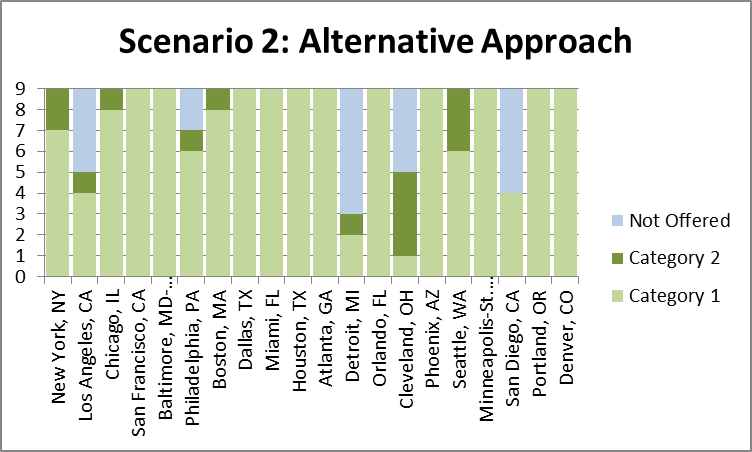 Scenario 2: Alternative Approach
9
8
7
6
5
4
3
2
1
0
New York, NY
Los Angeles, CA
Chicago, IL
San Francisco, CA
Baltimore, MD-…
Philadelphia, PA
Boston, MA
Dallas, TX
Miami, FL
Houston, TX
Atlanta, GA
Detroit, MI
Orlando, FL
Cleveland, OH
Phoenix, AZ
Seattle, WA
Minneapolis-St.…
San Diego, CA
Portland, OR
Denver, CO
Not Offered
Category 2
Category 1